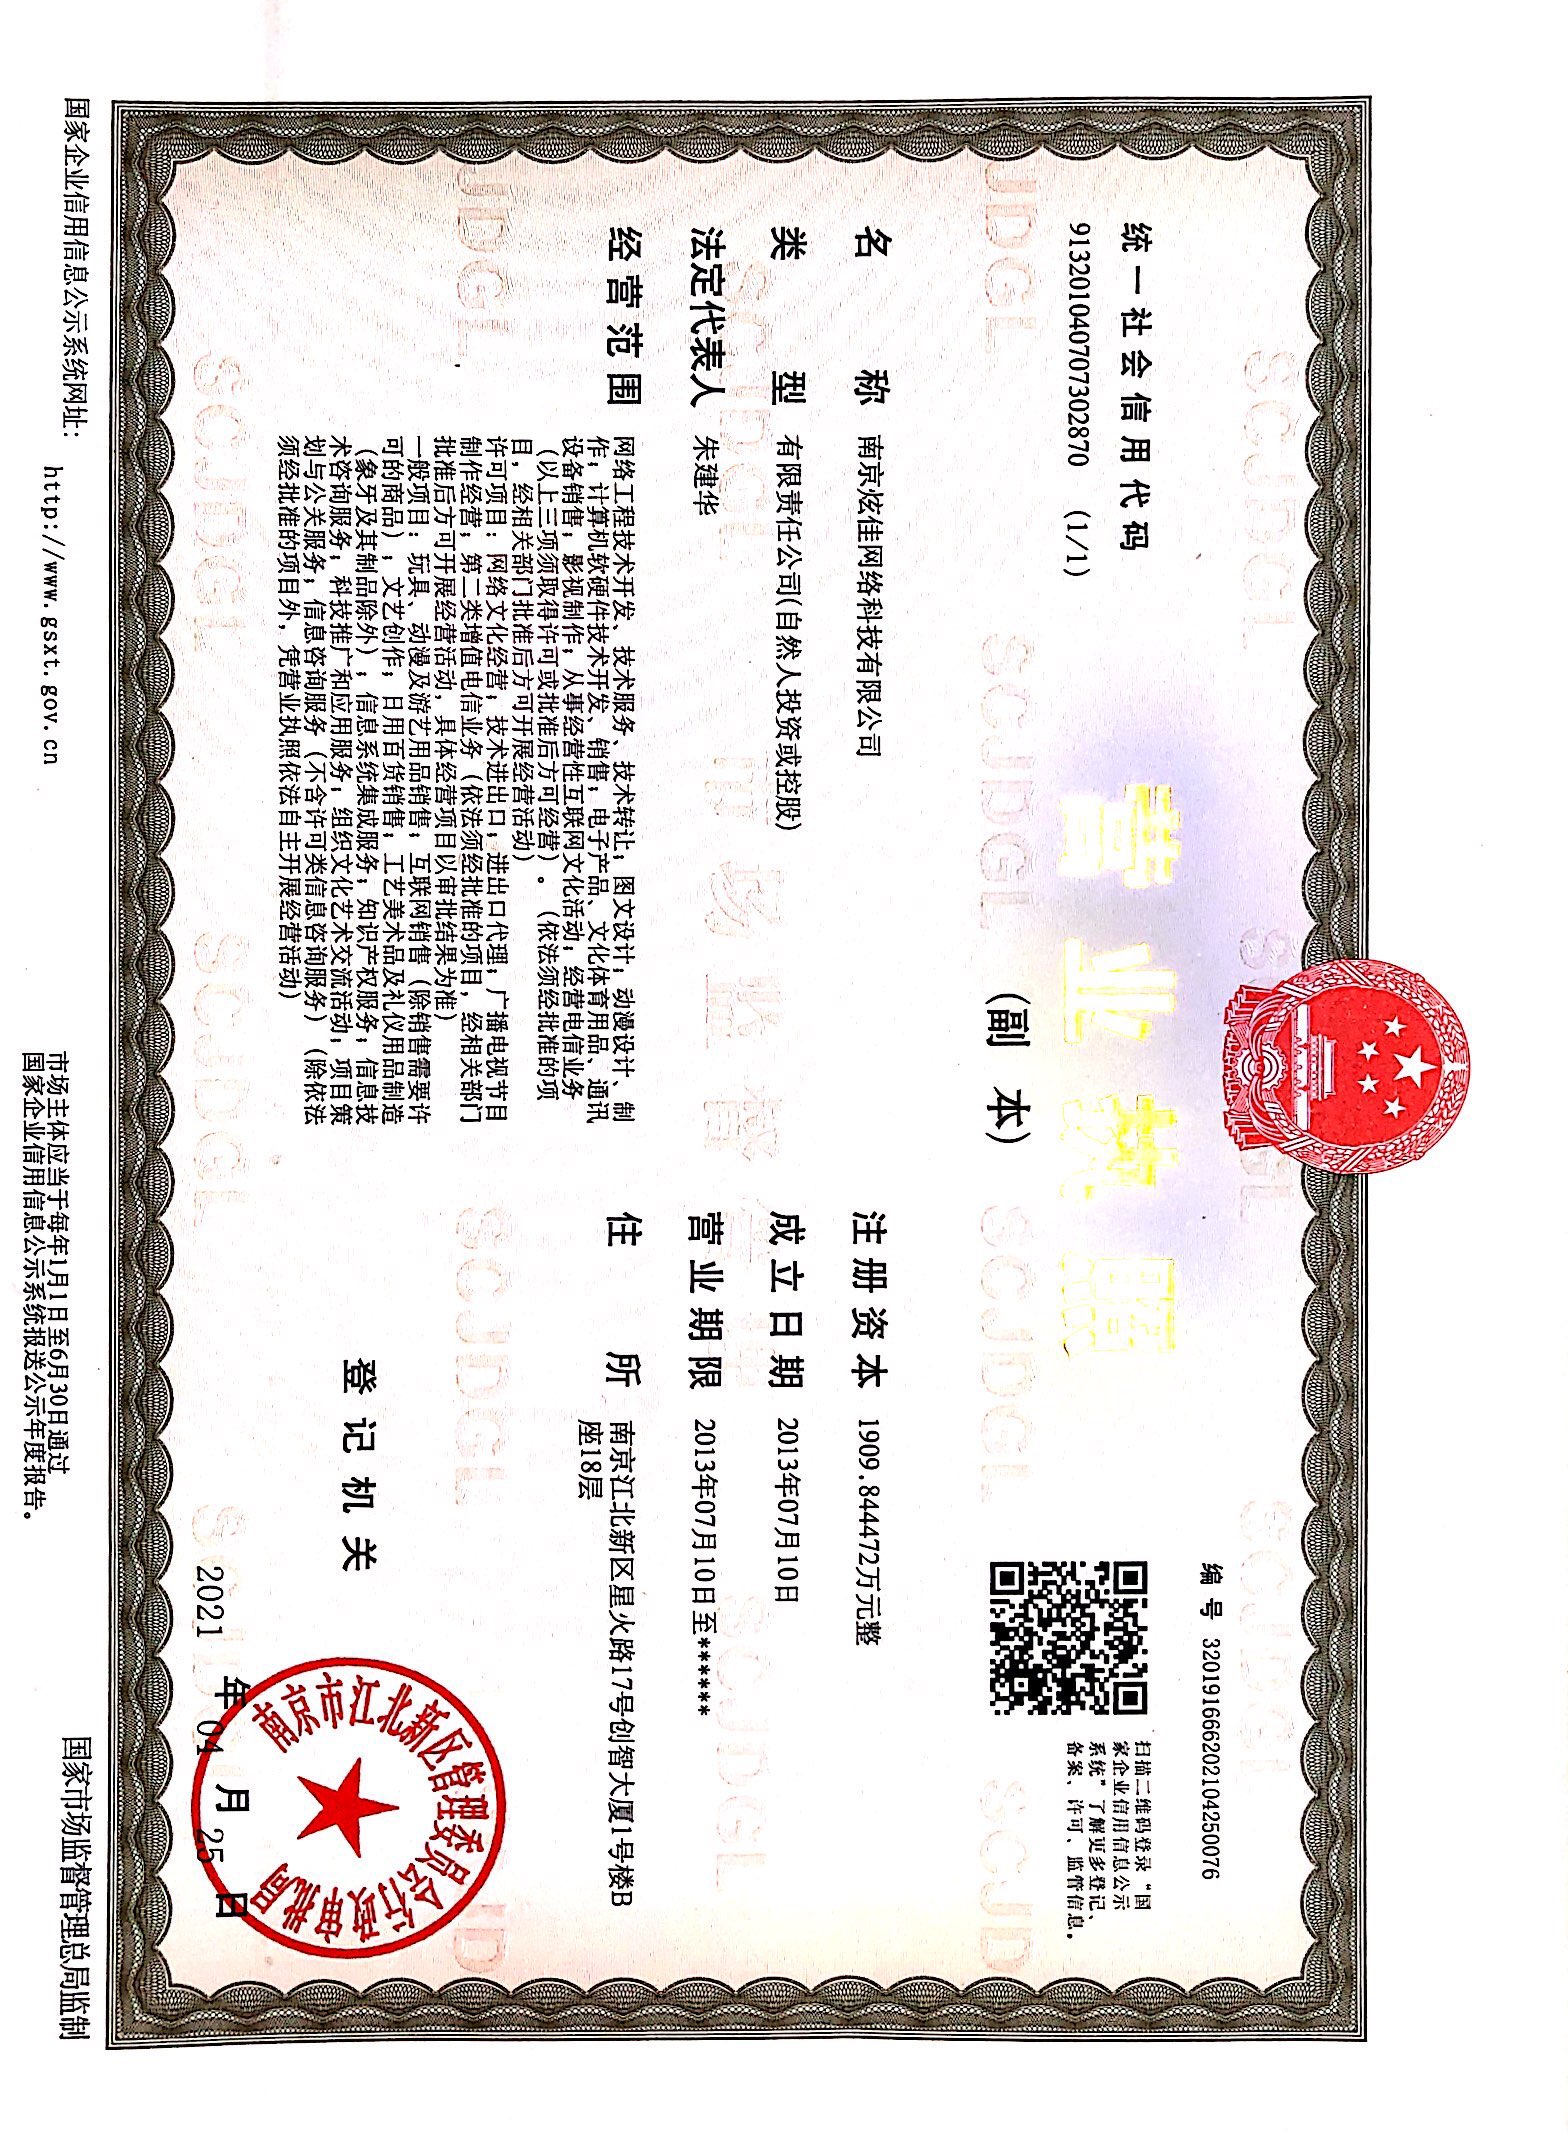 编号 320191666202104250076
统一社会信用代码
913201040707302870 (1/1)
营业执照
(副 本)
扫描二维码登录“国
家企业信用信息公示
系统”了解更多登记、
备案、许可、监管信息。
名称 南京炫佳网络科技有限公司
类型 有限责任公司(自然人投资或控股)
法定代表人 朱建华
经营范围 网络工程技术开发、技术服务、技术转让；图文设计；动漫设计、制
作；计算机软硬件技术开发、销售；电子产品、文化体育用品、通讯
设备销售；影视制作；从事经营性互联网文化活动；经营电信业务
（以上三项须取得许可或批准后方可经营）。（依法须经批准的项
目，经相关部门批准后方可开展经营活动）
许可项目：网络文化经营；技术进出口；进出口代理；广播电视节目
制作经营；第二类增值电信业务（依法须经批准的项目，经相关部门
批准后方可开展经营活动，具体经营项目以审批结果为准）
一般项目：玩具、动漫及游艺用品销售；互联网销售（除销售需要许
可的商品）；文艺创作；日用百货销售；工艺美术品及礼仪用品制造
（象牙及其制品除外）；信息系统集成服务；知识产权服务；信息技
术咨询服务；科技推广和应用服务；组织文化艺术交流活动；项目策
划与公关服务；信息咨询服务（不含许可类信息咨询服务）（除依法
须经批准的项目外，凭营业执照依法自主开展经营活动）
注册资本 1909.844472万元整
成立日期 2013年07月10日
营业期限 2013年07月10日至******
住所 南京江北新区星火路17号创智大厦1号楼B
座18层
登记机关
南京市江北新区管理委员会行政审批局
2021年04月25日
SCJDGL
市场监督管理
国家企业信用信息公示系统网址：
http://www.gsxt.gov.cn
市场主体应当于每年1月1日至6月30日通过
国家企业信用信息公示系统报送公示年度报告。
国家市场监督管理总局监制